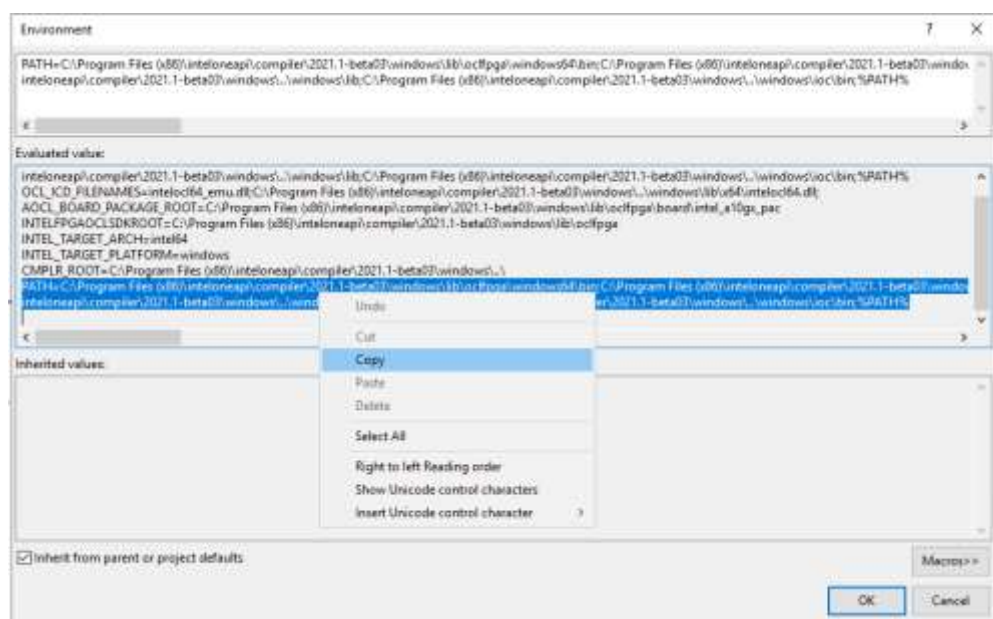 Environment
? ×
PATH=C:\Program Files (x86)\inteloneapi\compiler\2021.1-beta03\windows\lib\oclfpga\windows64\bin;C:\Program Files (x86)\inteloneapi\compiler\2021.1-beta03\window
inteloneapi\compiler\2021.1-beta03\windows\..\windows\lib;C:\Program Files (x86)\inteloneapi\compiler\2021.1-beta03\windows\..\windows\ioc\bin;%PATH%
Evaluated value:
inteloneapi\compiler\2021.1-beta03\windows\..\windows\lib;C:\Program Files (x86)\inteloneapi\compiler\2021.1-beta03\windows\..\windows\ioc\bin;%PATH%
OCL_ICD_FILENAMES=intelocl64_emu.dll;C:\Program Files (x86)\inteloneapi\compiler\2021.1-beta03\windows\..\windows\lib\x64\intelocl64.dll;
AOCL_BOARD_PACKAGE_ROOT=C:\Program Files (x86)\inteloneapi\compiler\2021.1-beta03\windows\lib\oclfpga\board\intel_a10gx_pac
INTELFPGAOCLSDKROOT=C:\Program Files (x86)\inteloneapi\compiler\2021.1-beta03\windows\lib\oclfpga
INTEL_TARGET_ARCH=intel64
INTEL_TARGET_PLATFORM=windows
CMPLR_ROOT=C:\Program Files (x86)\inteloneapi\compiler\2021.1-beta03\windows\..\
PATH=C:\Program Files (x86)\inteloneapi\compiler\2021.1-beta03\windows\lib\oclfpga\windows64\bin;C:\Program Files (x86)\inteloneapi\compiler\2021.1-beta03\window
inteloneapi\compiler\2021.1-beta03\windows\..\wind er\2021.1-beta03\windows\..\windows\ioc\bin;%PATH%
Undo
Cut
Copy
Paste
Delete
Select All
Right to left Reading order
Show Unicode control characters
Insert Unicode control character >
Inherited values:
Inherit from parent or project defaults
Macros>>
OK
Cancel